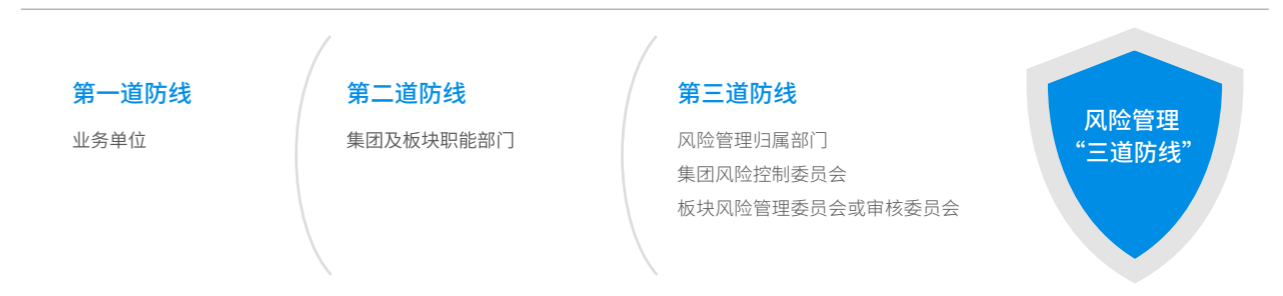 第一道防线
业务单位
第二道防线
集团及板块职能部门
第三道防线
风险管理归属部门
集团风险控制委员会
板块风险管理委员会或审核委员会
风险管理
“三道防线”